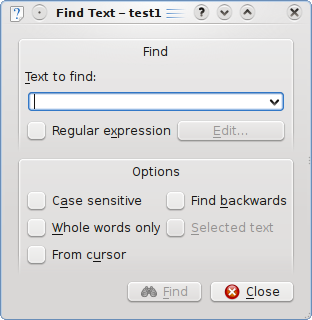 Find Text – test1
Find
Text to find:
Regular expression Edit...
Options
Case sensitive Find backwards
Whole words only Selected text
From cursor
Find Close